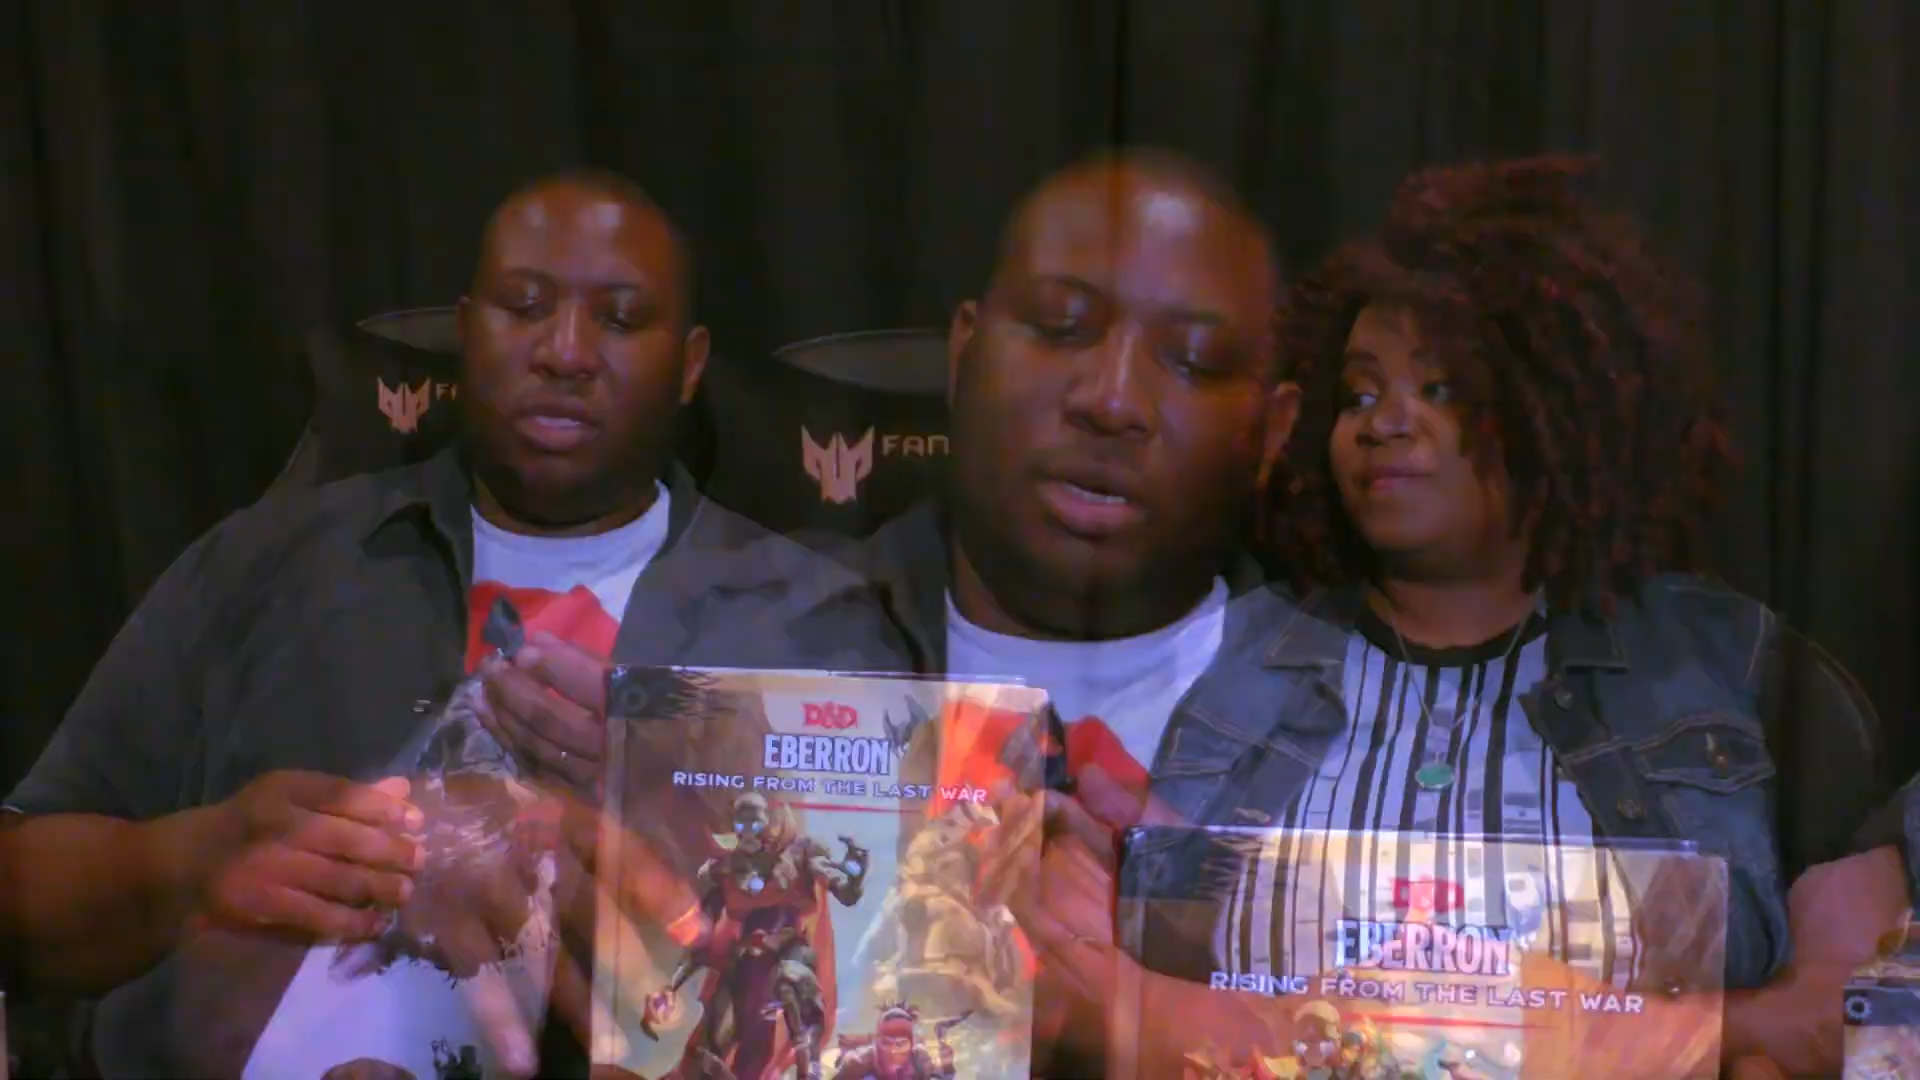 F
FAN
D&D
EBERRON
RISING FROM THE LAST WAR
D&D
EBERRON
RISING FROM THE LAST WAR